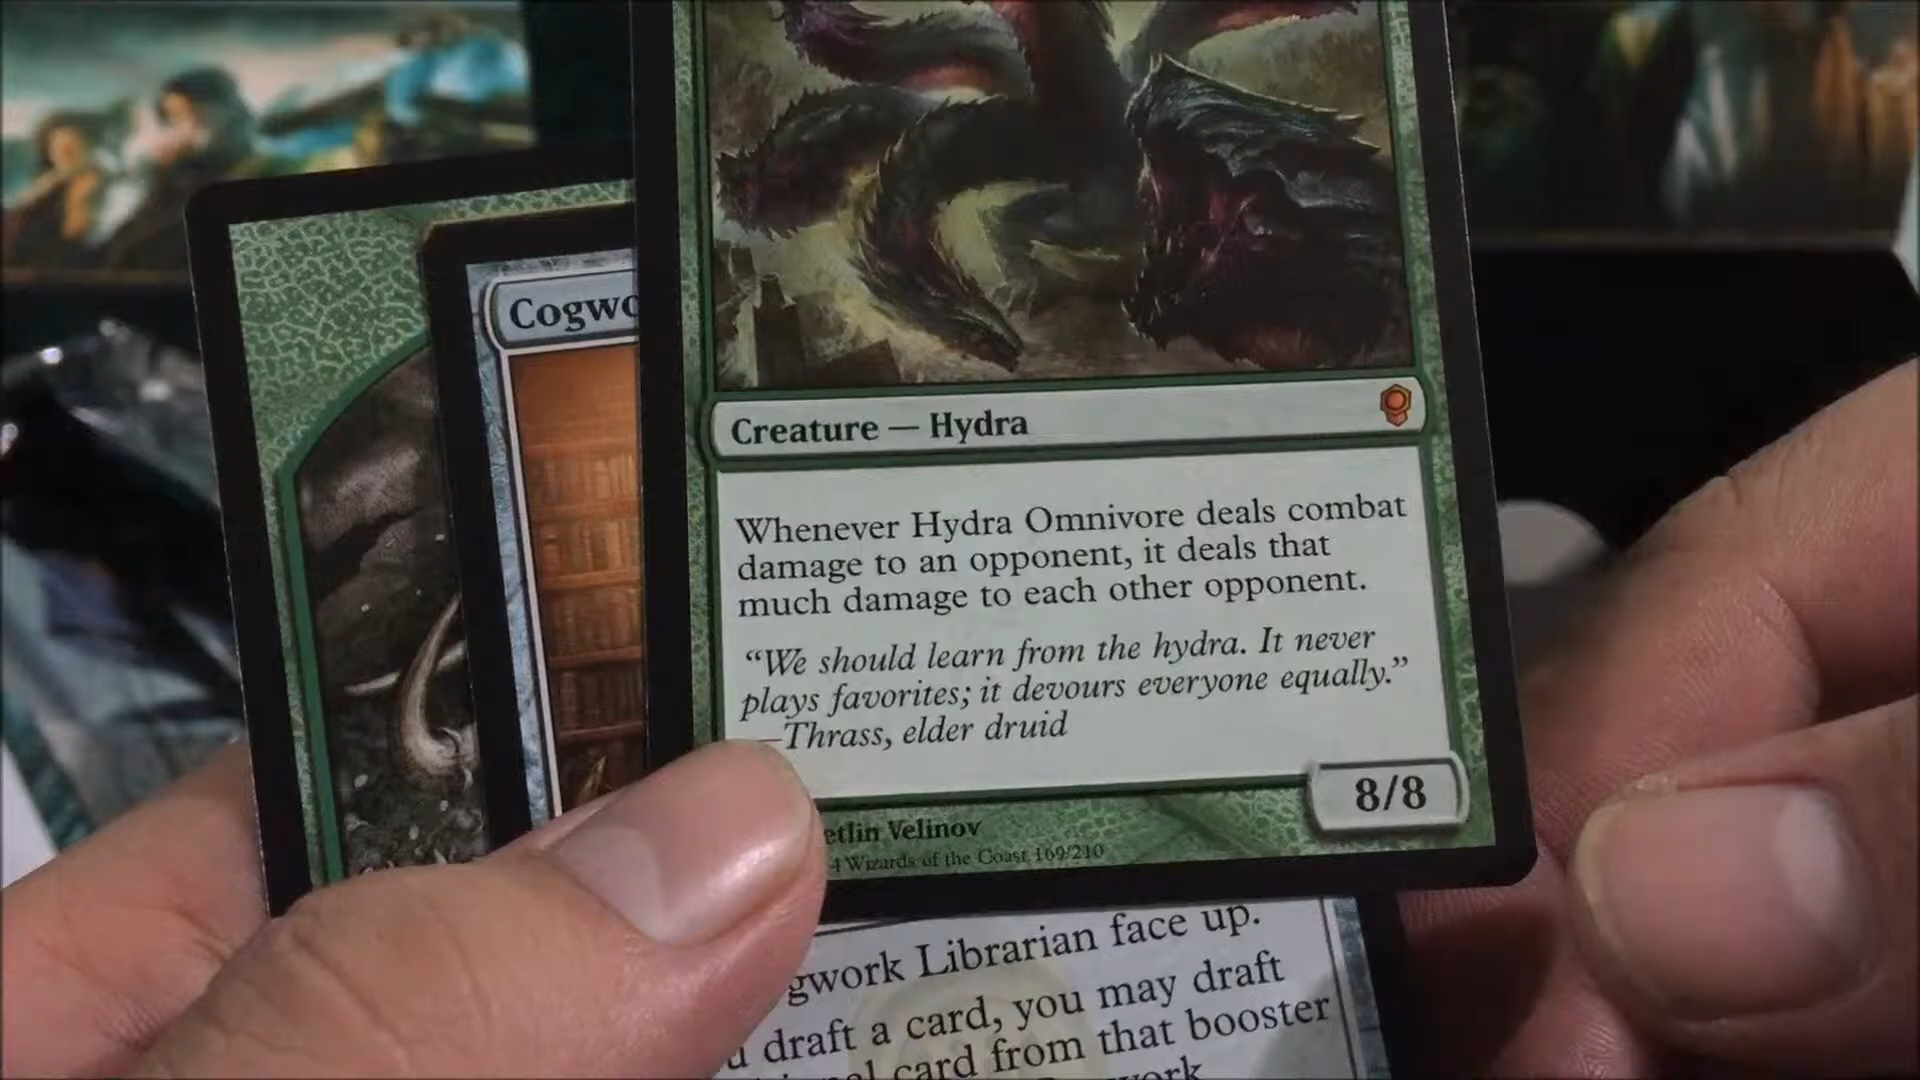 Cogwo
Creature — Hydra
Whenever Hydra Omnivore deals combat
damage to an opponent, it deals that
much damage to each other opponent.
“We should learn from the hydra. It never
plays favorites; it devours everyone equally.”
—Thrass, elder druid
8/8
etlin Velinov
4 Wizards of the Coast 169/210
gwork Librarian face up.
draft a card, you may draft
card from that booster
work